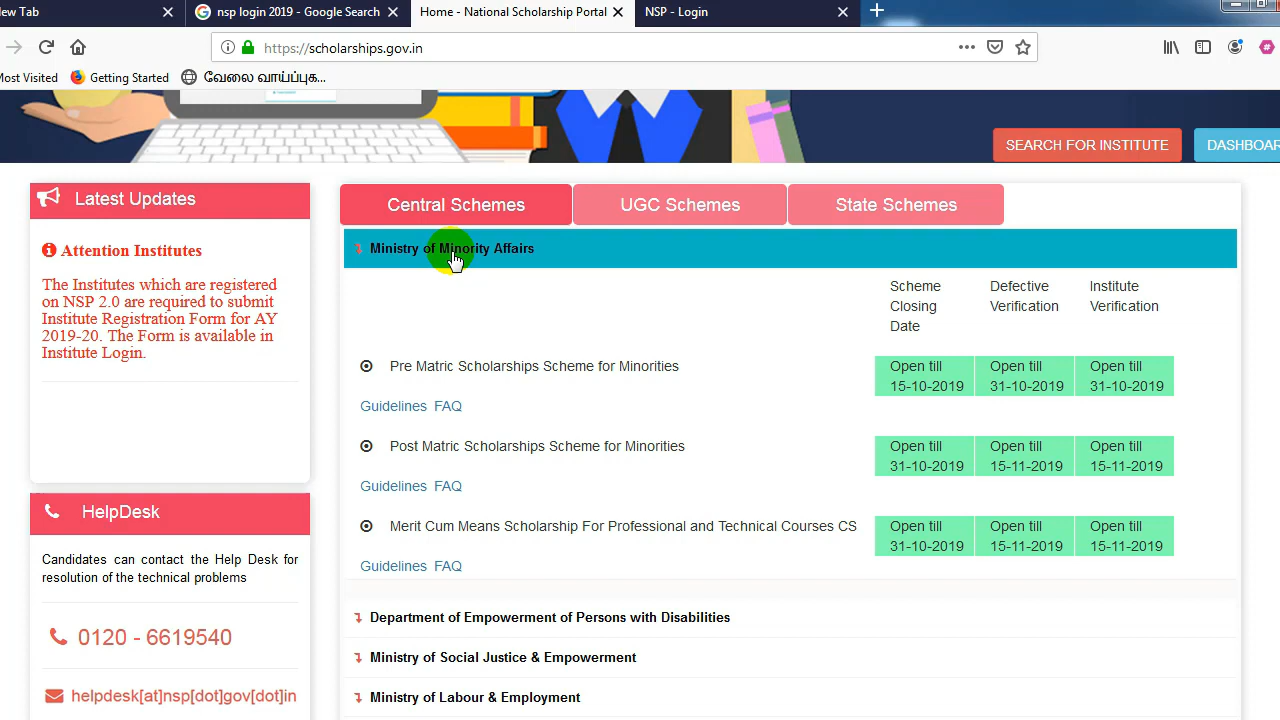 ew Tab
nsp login 2019 - Google Search
Home - National Scholarship Portal
NSP - Login
https://scholarships.gov.in
Most Visited
Getting Started
வேலை வாய்ப்புக...
SEARCH FOR INSTITUTE
DASHBOAR
Latest Updates
Attention Institutes
The Institutes which are registered
on NSP 2.0 are required to submit
Institute Registration Form for AY
2019-20. The Form is available in
Institute Login.
HelpDesk
Candidates can contact the Help Desk for
resolution of the technical problems
0120 - 6619540
helpdesk[at]nsp[dot]gov[dot]in
Central Schemes
UGC Schemes
State Schemes
Ministry of Minority Affairs
Scheme Closing Date
Defective Verification
Institute Verification
Pre Matric Scholarships Scheme for Minorities
Open till 15-10-2019
Open till 31-10-2019
Open till 31-10-2019
Guidelines FAQ
Post Matric Scholarships Scheme for Minorities
Open till 31-10-2019
Open till 15-11-2019
Open till 15-11-2019
Guidelines FAQ
Merit Cum Means Scholarship For Professional and Technical Courses CS
Open till 31-10-2019
Open till 15-11-2019
Open till 15-11-2019
Guidelines FAQ
Department of Empowerment of Persons with Disabilities
Ministry of Social Justice & Empowerment
Ministry of Labour & Employment